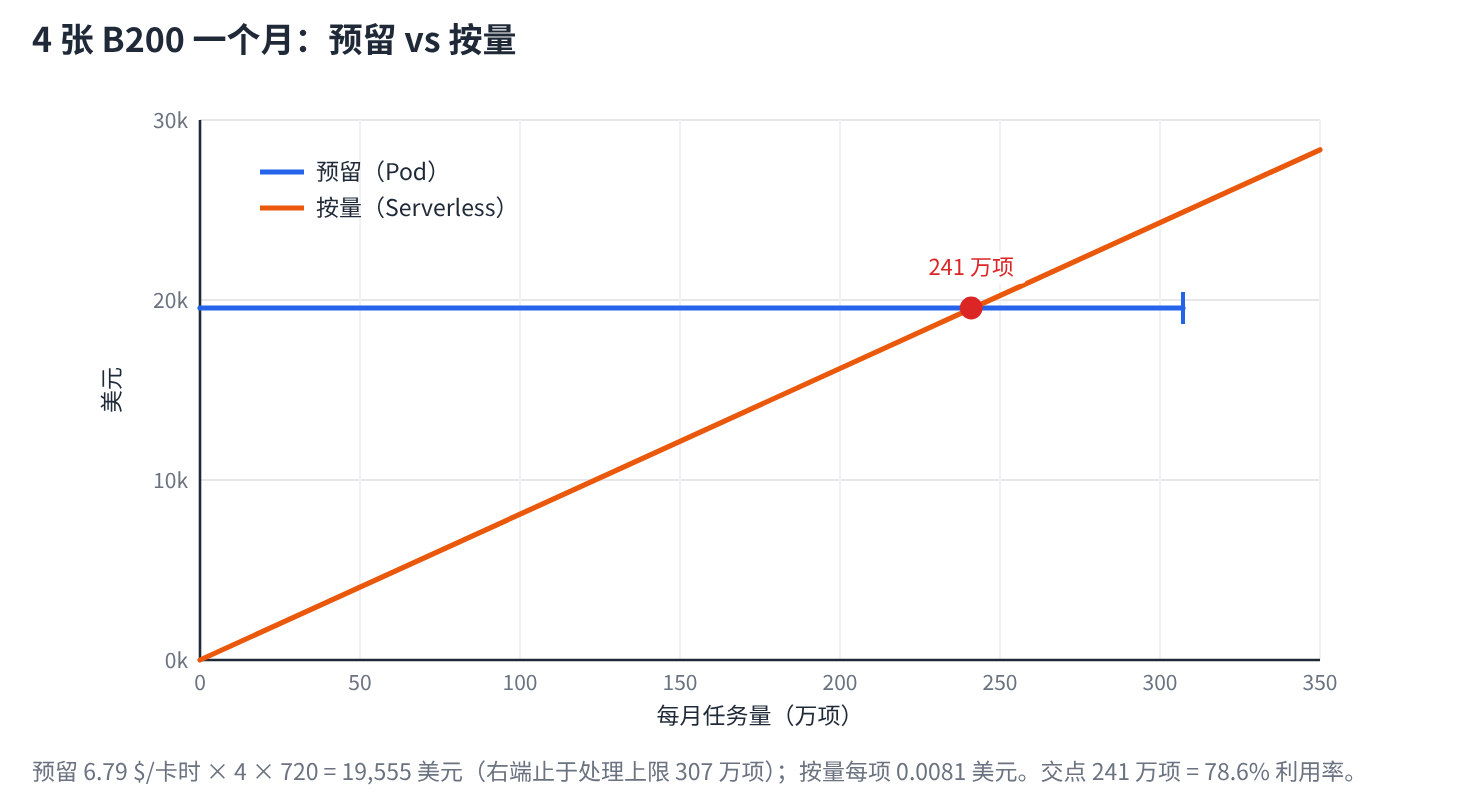 4 张 B200 一个月：预留 vs 按量
30k
预留（Pod）
按量（Serverless）
241 万项
20k
美元
10k
0k
0 50 100 150 200 250 300 350
每月任务量（万项）
预留 6.79 $/卡时 × 4 × 720 = 19,555 美元（右端止于处理上限 307 万项）；按量每项 0.0081 美元。交点 241 万项 = 78.6% 利用率。